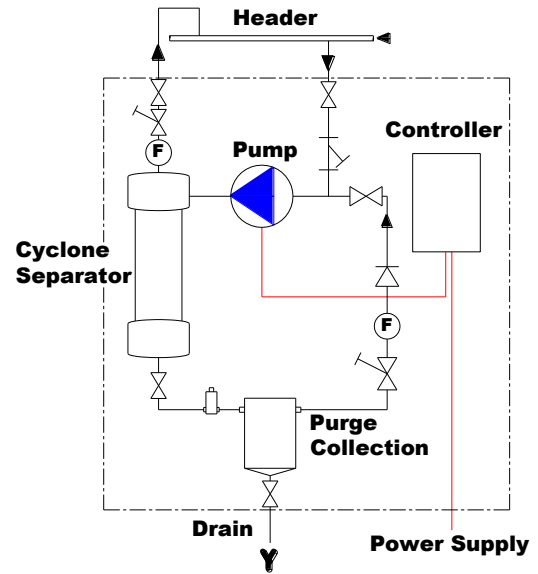 Header
Controller
Pump
F
Cyclone
Separator
F
Purge
Collection
Drain
Power Supply